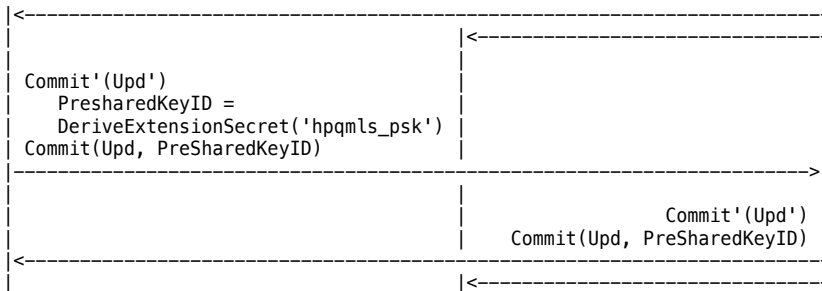 Commit'(Upd')
PresharedKeyID =
DeriveExtensionSecret('hpqmls_psk')
Commit(Upd, PreSharedKeyID)
Commit'(Upd')
Commit(Upd, PreSharedKeyID)